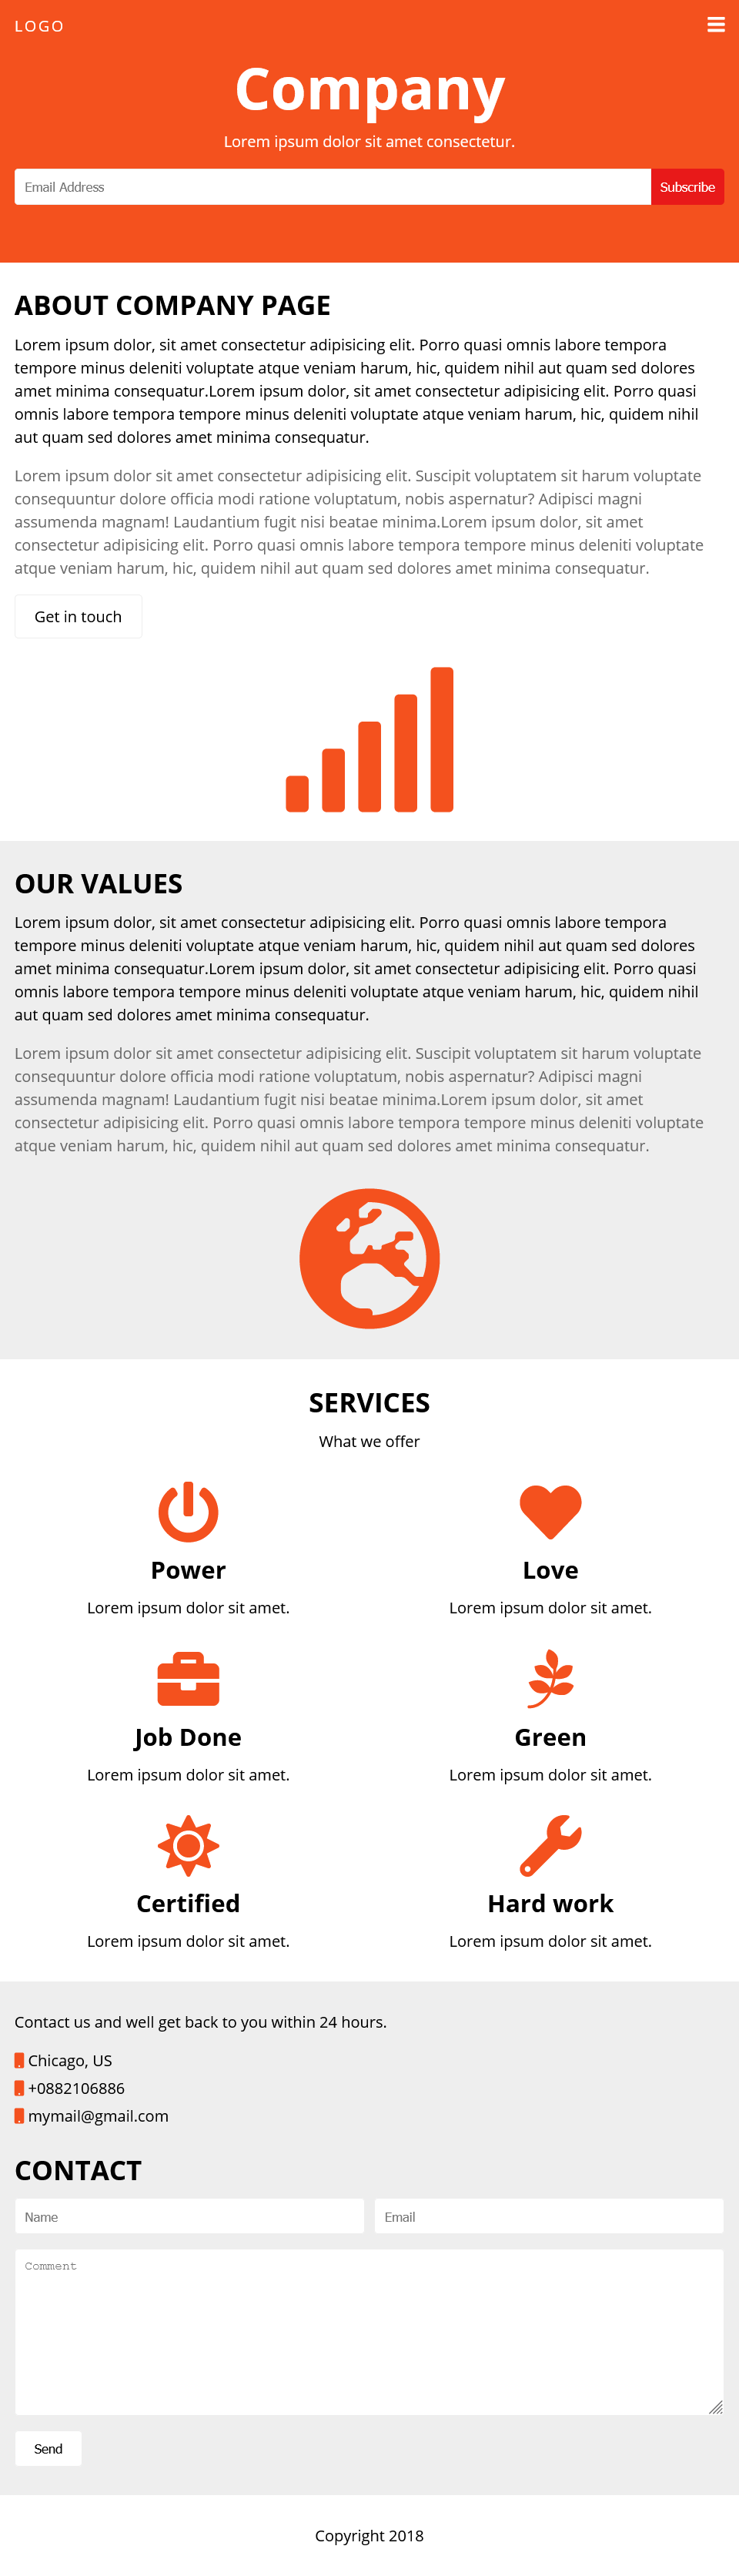 LOGO
Company
Lorem ipsum dolor sit amet consectetur.
Email Address
Subscribe
ABOUT COMPANY PAGE
Lorem ipsum dolor, sit amet consectetur adipisicing elit. Porro quasi omnis labore tempora
tempore minus deleniti voluptate atque veniam harum, hic, quidem nihil aut quam sed dolores
amet minima consequatur.Lorem ipsum dolor, sit amet consectetur adipisicing elit. Porro quasi
omnis labore tempora tempore minus deleniti voluptate atque veniam harum, hic, quidem nihil
aut quam sed dolores amet minima consequatur.
Lorem ipsum dolor sit amet consectetur adipisicing elit. Suscipit voluptatem sit harum voluptate
consequuntur dolore officia modi ratione voluptatum, nobis aspernatur? Adipisci magni
assumenda magnam! Laudantium fugit nisi beatae minima.Lorem ipsum dolor, sit amet
consectetur adipisicing elit. Porro quasi omnis labore tempora tempore minus deleniti voluptate
atque veniam harum, hic, quidem nihil aut quam sed dolores amet minima consequatur.
Get in touch
OUR VALUES
Lorem ipsum dolor, sit amet consectetur adipisicing elit. Porro quasi omnis labore tempora
tempore minus deleniti voluptate atque veniam harum, hic, quidem nihil aut quam sed dolores
amet minima consequatur.Lorem ipsum dolor, sit amet consectetur adipisicing elit. Porro quasi
omnis labore tempora tempore minus deleniti voluptate atque veniam harum, hic, quidem nihil
aut quam sed dolores amet minima consequatur.
Lorem ipsum dolor sit amet consectetur adipisicing elit. Suscipit voluptatem sit harum voluptate
consequuntur dolore officia modi ratione voluptatum, nobis aspernatur? Adipisci magni
assumenda magnam! Laudantium fugit nisi beatae minima.Lorem ipsum dolor, sit amet
consectetur adipisicing elit. Porro quasi omnis labore tempora tempore minus deleniti voluptate
atque veniam harum, hic, quidem nihil aut quam sed dolores amet minima consequatur.
SERVICES
What we offer
Power
Lorem ipsum dolor sit amet.
Love
Lorem ipsum dolor sit amet.
Job Done
Lorem ipsum dolor sit amet.
Green
Lorem ipsum dolor sit amet.
Certified
Lorem ipsum dolor sit amet.
Hard work
Lorem ipsum dolor sit amet.
Contact us and well get back to you within 24 hours.
Chicago, US
+0882106886
mymail@gmail.com
CONTACT
Name
Email
Comment
Send
Copyright 2018